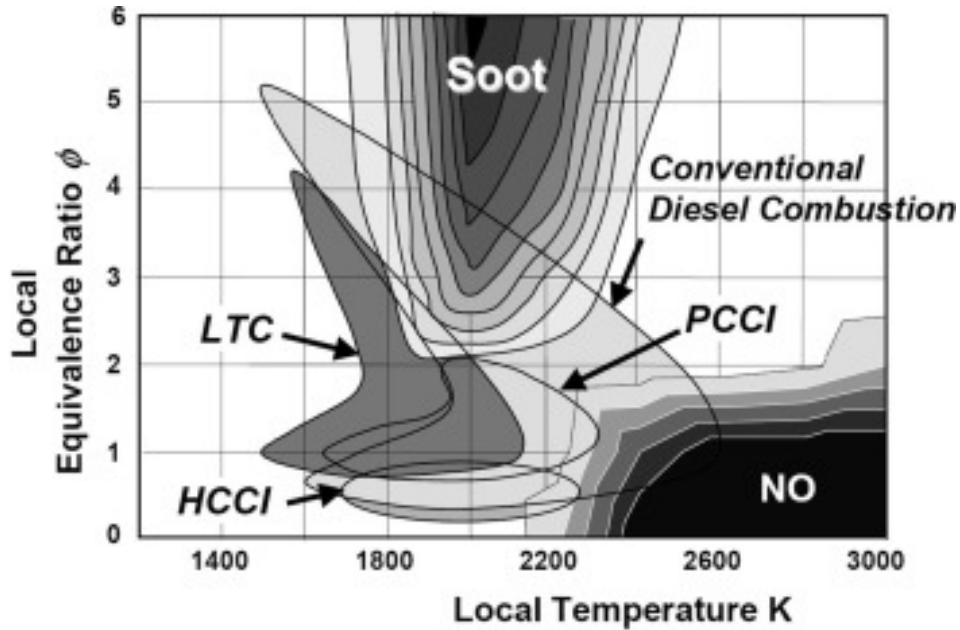 6
5
4
3
2
1
0
Local
Equivalence Ratio ϕ
Soot
Conventional
Diesel Combustion
LTC
PCCI
HCCI
NO
1400 1800 2200 2600 3000
Local Temperature K